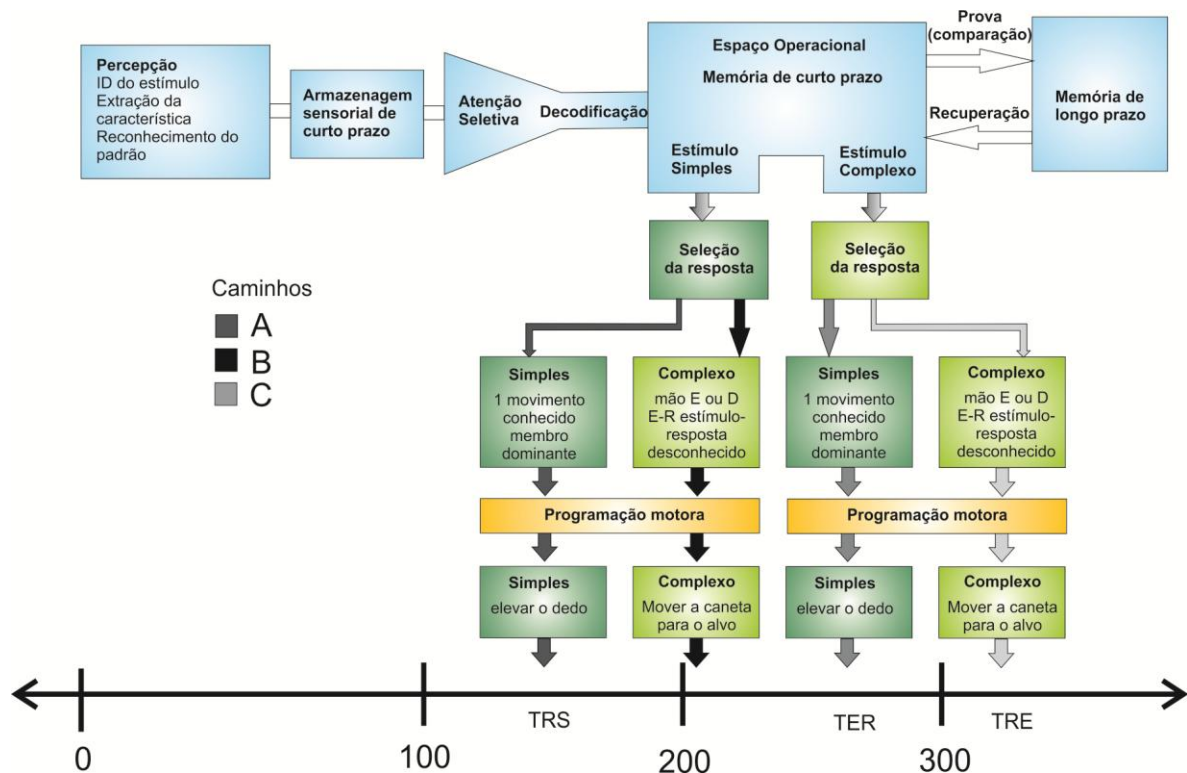 Percepção
ID do estímulo
Extração da
característica
Reconhecimento do
padrão
Armazenagem
sensorial de
curto prazo
Atenção
Seletiva
Decodificação
Espaço Operacional
Memória de curto prazo
Estímulo
Simples
Estímulo
Complexo
Prova
(comparação)
Recuperação
Memória de
longo prazo
Seleção
da resposta
Seleção
da resposta
Caminhos
A
B
C
Simples
1 movimento
conhecido
membro
dominante
Complexo
mão E ou D
E-R estímulo-
resposta
desconhecido
Simples
1 movimento
conhecido
membro
dominante
Complexo
mão E ou D
E-R estímulo-
resposta
desconhecido
Programação motora
Programação motora
Simples
elevar o dedo
Complexo
Mover a caneta
para o alvo
Simples
elevar o dedo
Complexo
Mover a caneta
para o alvo
TRS
TER
TRE
0
100
200
300